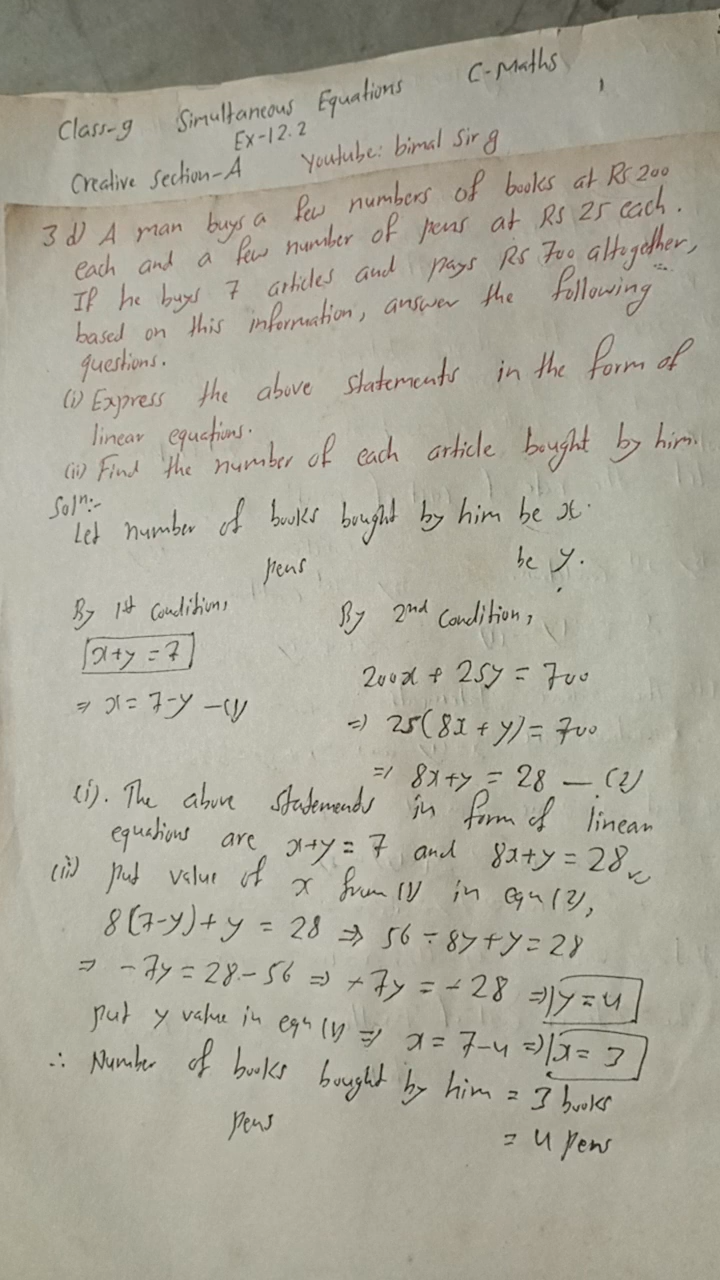 Class-9 Simultaneous Equations C-Maths
Ex-12.2
Creative Section-A Youtube: bimal sir g
3 d) A man buys a few numbers of books at RS 200
each and a few number of pens at RS 25 each.
If he buys 7 articles and pays RS 700 altogether,
based on this information, answer the following
questions.
(i) Express the above statements in the form of
linear equations.
(ii) Find the number of each article bought by him.
Soln:-
Let number of books bought by him be x.
pens be y.
By 1st condition, By 2nd condition,
x+y = 7 200x + 25y = 700
⇒ x = 7-y -(1) ⇒ 25(8x + y) = 700
⇒ 8x+y = 28 — (2)
(i). The above statements in form of linear
equations are x+y = 7 and 8x+y = 28
(ii) put value of x from (1) in eqn (2),
8(7-y)+y = 28 ⇒ 56 - 8y+y = 28
⇒ -7y = 28-56 ⇒ +7y = +28 ⇒ y = 4
put y value in eqn (1) ⇒ x = 7-4 ⇒ x = 3
∴ Number of books bought by him = 3 books
pens = 4 pens